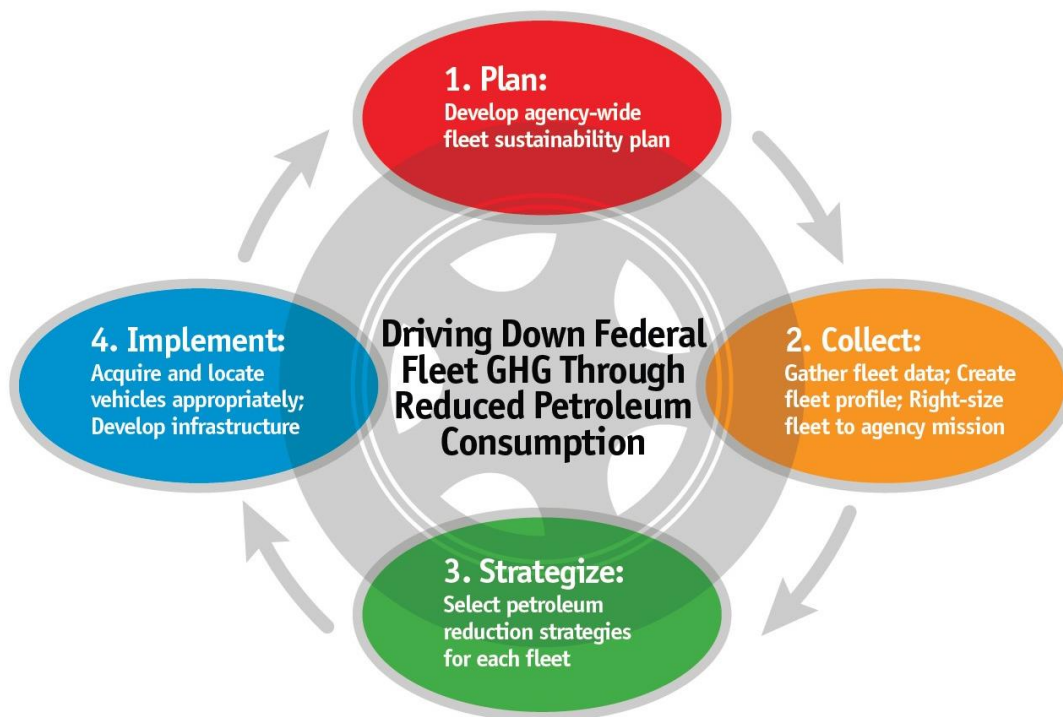 1. Plan:
Develop agency-wide
fleet sustainability plan
2. Collect:
Gather fleet data; Create
fleet profile; Right-size
fleet to agency mission
3. Strategize:
Select petroleum
reduction strategies
for each fleet
4. Implement:
Acquire and locate
vehicles appropriately;
Develop infrastructure
Driving Down Federal
Fleet GHG Through
Reduced Petroleum
Consumption